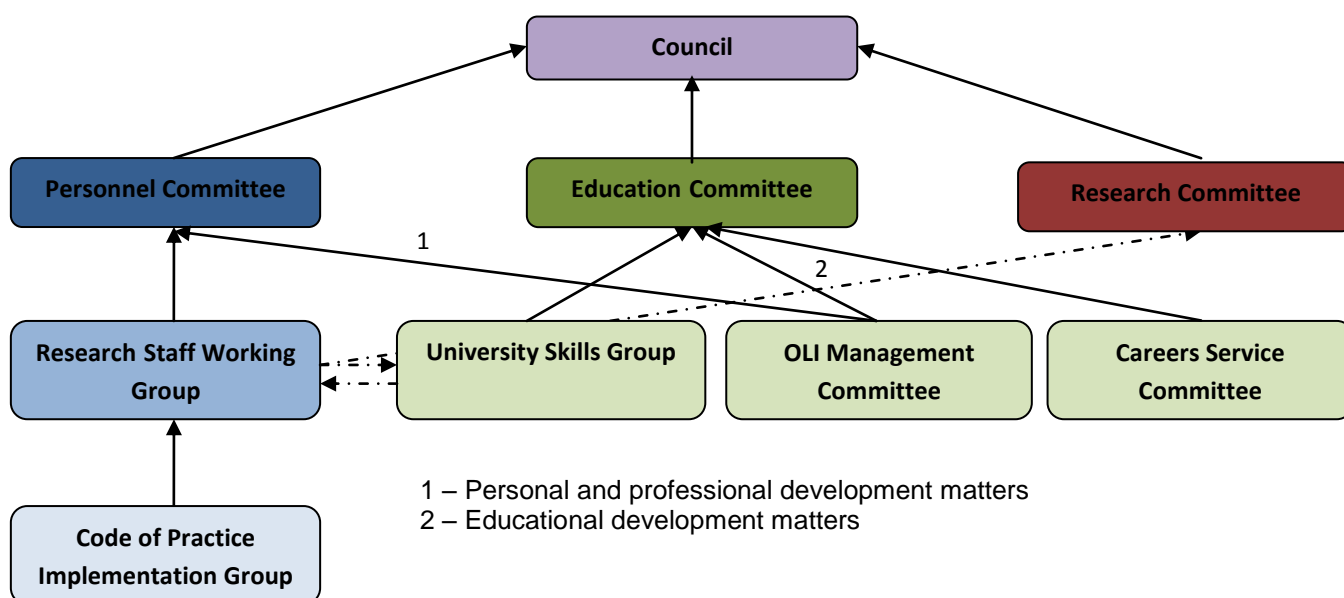 Council
Personnel Committee
Education Committee
Research Committee
1
2
Research Staff Working
Group
University Skills Group
OLI Management
Committee
Careers Service
Committee
1 – Personal and professional development matters
2 – Educational development matters
Code of Practice
Implementation Group